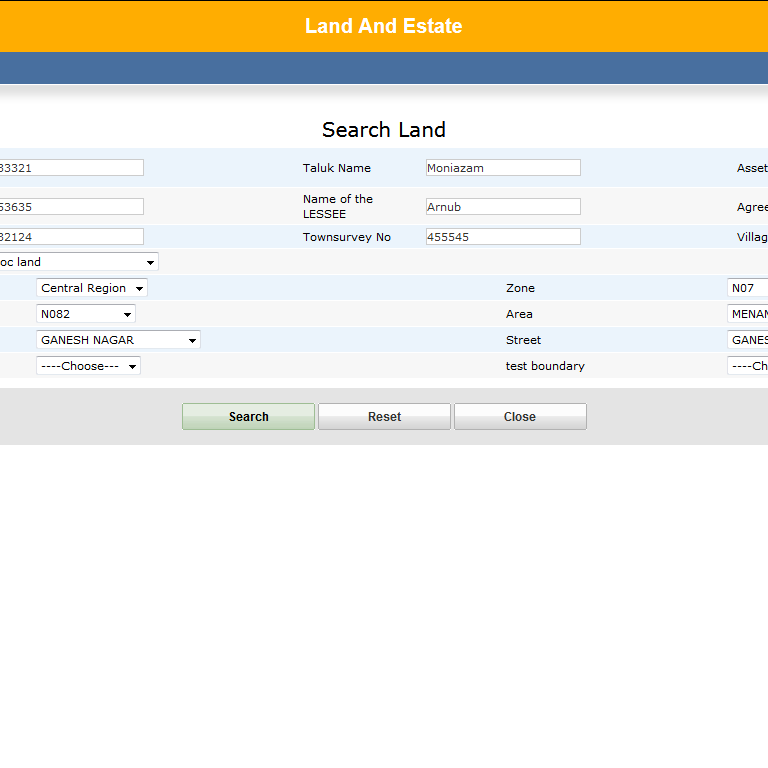 Land And Estate
Search Land
33321 Taluk Name Moniazam Asset
53635 Name of the LESSEE Arnub Agree
32124 Townsurvey No 455545 Villag
oc land
Central Region Zone N07
N082 Area MENAM
GANESH NAGAR Street GANES
----Choose--- test boundary ----Ch
Search Reset Close